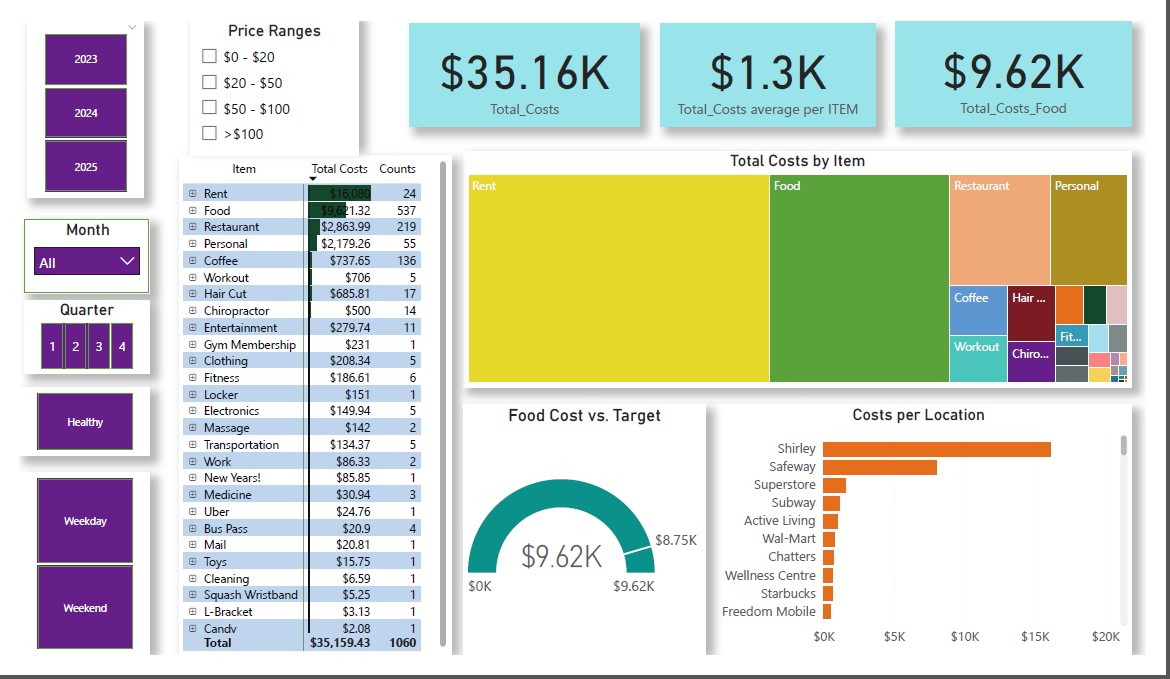 2023
2024
2025
Month
All
Quarter
1 2 3 4
Healthy
Weekday
Weekend
Price Ranges
$0 - $20
$20 - $50
$50 - $100
>$100
Item Total Costs Counts
Rent $16,080 24
Food $9,621.32 537
Restaurant $2,863.99 219
Personal $2,179.26 55
Coffee $737.65 136
Workout $706 5
Hair Cut $685.81 17
Chiropractor $500 14
Entertainment $279.74 11
Gym Membership $231 1
Clothing $208.34 5
Fitness $186.61 6
Locker $151 1
Electronics $149.94 5
Massage $142 2
Transportation $134.37 5
Work $86.33 2
New Years! $85.85 1
Medicine $30.94 3
Uber $24.76 1
Bus Pass $20.9 4
Mail $20.81 1
Toys $15.75 1
Cleaning $6.59 1
Squash Wristband $5.25 1
L-Bracket $3.13 1
Candy $2.08 1
Total $35,159.43 1060
$35.16K
Total_Costs
$1.3K
Total_Costs average per ITEM
$9.62K
Total_Costs_Food
Total Costs by Item
Rent
Food
Restaurant
Personal
Coffee
Hair ...
Workout
Chiro...
Fit...
Food Cost vs. Target
$9.62K
$8.75K
$0K
$9.62K
Costs per Location
Shirley
Safeway
Superstore
Subway
Active Living
Wal-Mart
Chatters
Wellness Centre
Starbucks
Freedom Mobile
$0K $5K $10K $15K $20K